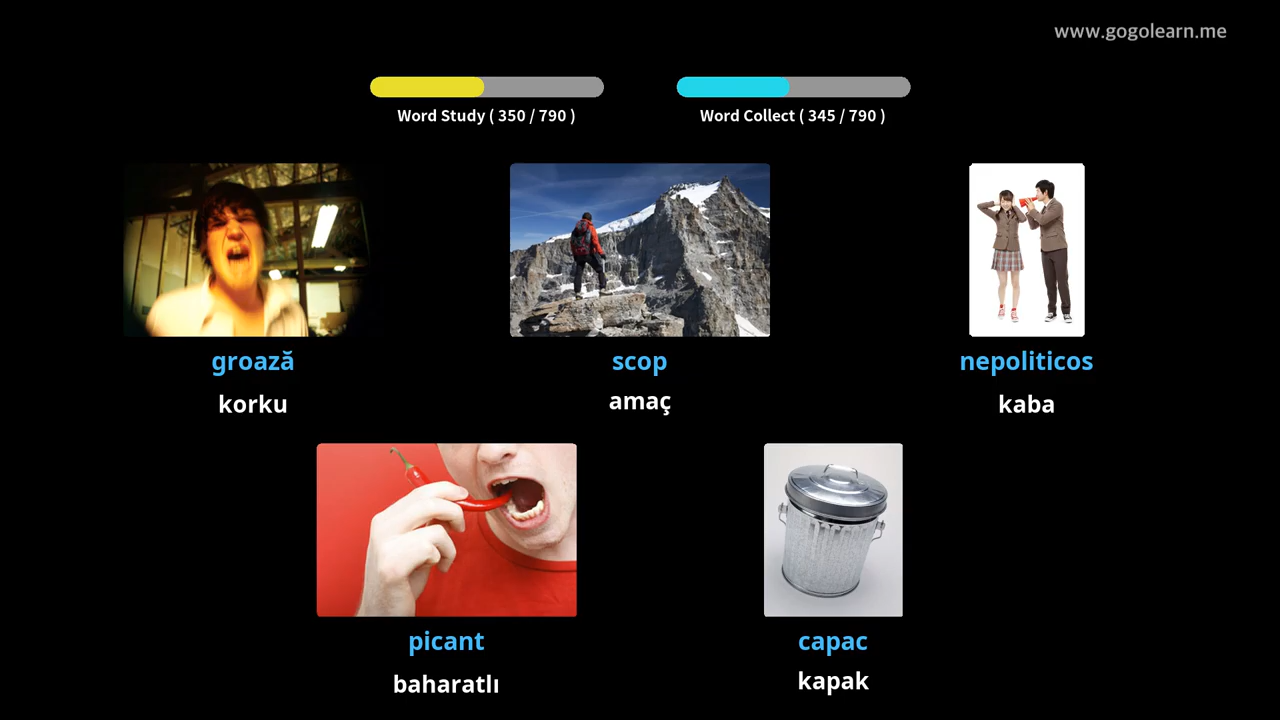 www.gogolearn.me
Word Study ( 350 / 790 )
Word Collect ( 345 / 790 )
groază
scop
nepoliticos
korku
amaç
kaba
picant
capac
baharatlı
kapak